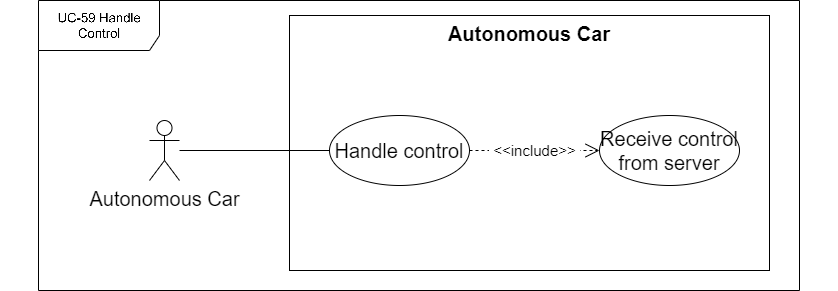 UC-59 Handle
Control
Autonomous Car
Handle control
<<include>>
Receive control
from server
Autonomous Car